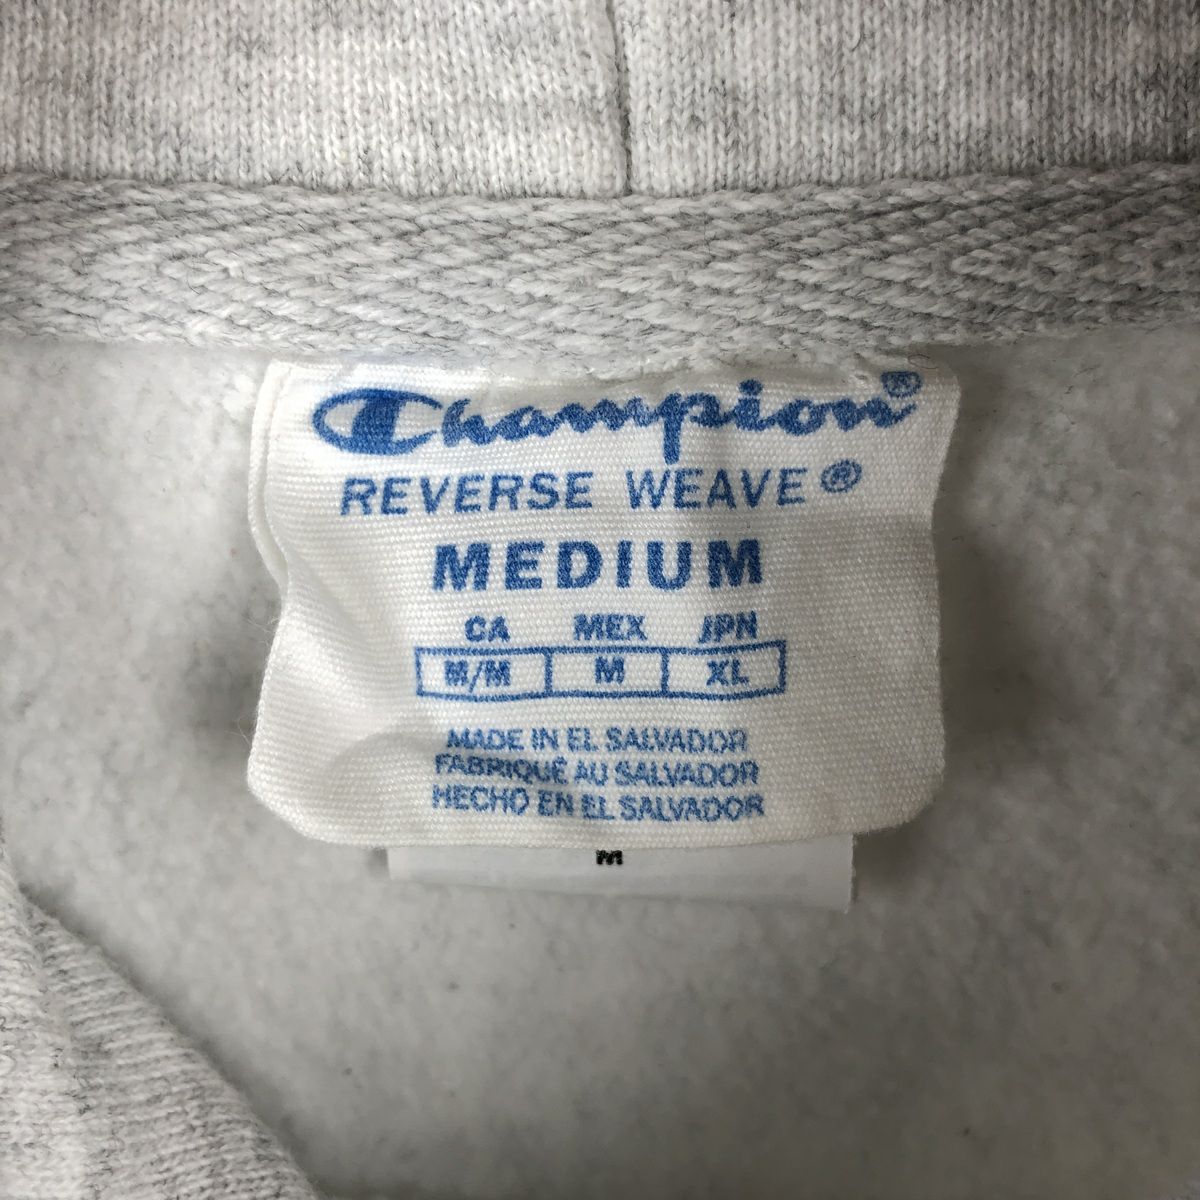 Champion®
REVERSE WEAVE®
MEDIUM
CA MEX JPN
M/M M XL
MADE IN EL SALVADOR
FABRIQUÉ AU SALVADOR
HECHO EN EL SALVADOR
M